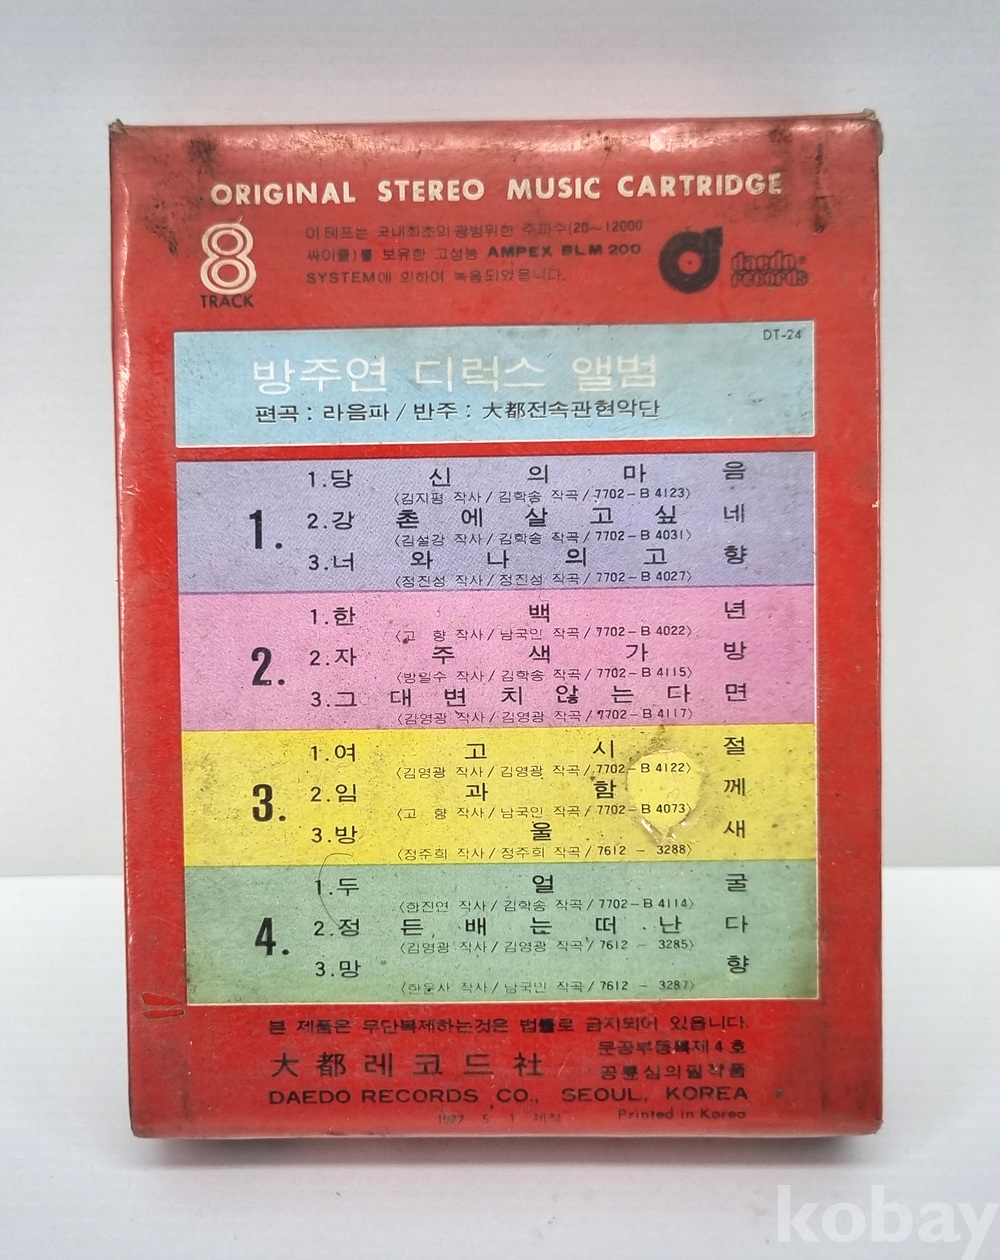 ORIGINAL STEREO MUSIC CARTRIDGE
8
TRACK
이 테프는 국내최초의 광범위한 주파수(20~12000
싸이클)를 보유한 고성능 AMPEX BLM 200
SYSTEM에 의하여 녹음되었읍니다.
daedo®
records
DT-24
방주연 디럭스 앨범
편곡 : 라음파 / 반주 : 大都전속관현악단
1.
1.당신의마음
〈김지평 작사/김학송 작곡/7702-B 4123〉
2.강촌에살고싶네
〈김설강 작사/김학송 작곡/7702-B 4031〉
3.너와나의고향
〈정진성 작사/정진성 작곡/7702-B 4027〉
2.
1.한백년
〈고 향 작사/남국인 작곡/7702-B 4022〉
2.자주색가방
〈방일수 작사/김학송 작곡/7702-B 4115〉
3.그대변치않는다면
〈김영광 작사/김영광 작곡/7702-B 4117〉
3.
1.여고시절
〈김영광 작사/김영광 작곡/7702-B 4122〉
2.임과함께
〈고 향 작사/남국인 작곡/7702-B 4073〉
3.방울새
〈정주희 작사/정주희 작곡/7612 - 3288〉
4.
1.두얼굴
〈한진연 작사/김학송 작곡/7702-B 4114〉
2.정든배는떠난다
〈김영광 작사/김영광 작곡/7612 - 3285〉
3.망향
〈한운사 작사/남국인 작곡/7612 - 3287〉
본 제품은 무단복제하는것은 법률로 금지되어 있읍니다.
문공부등록제 4 호
大都레코드社
공륜심의필작품
DAEDO RECORDS CO., SEOUL, KOREA
1977. 5. 1 제작
Printed in Korea
kobay